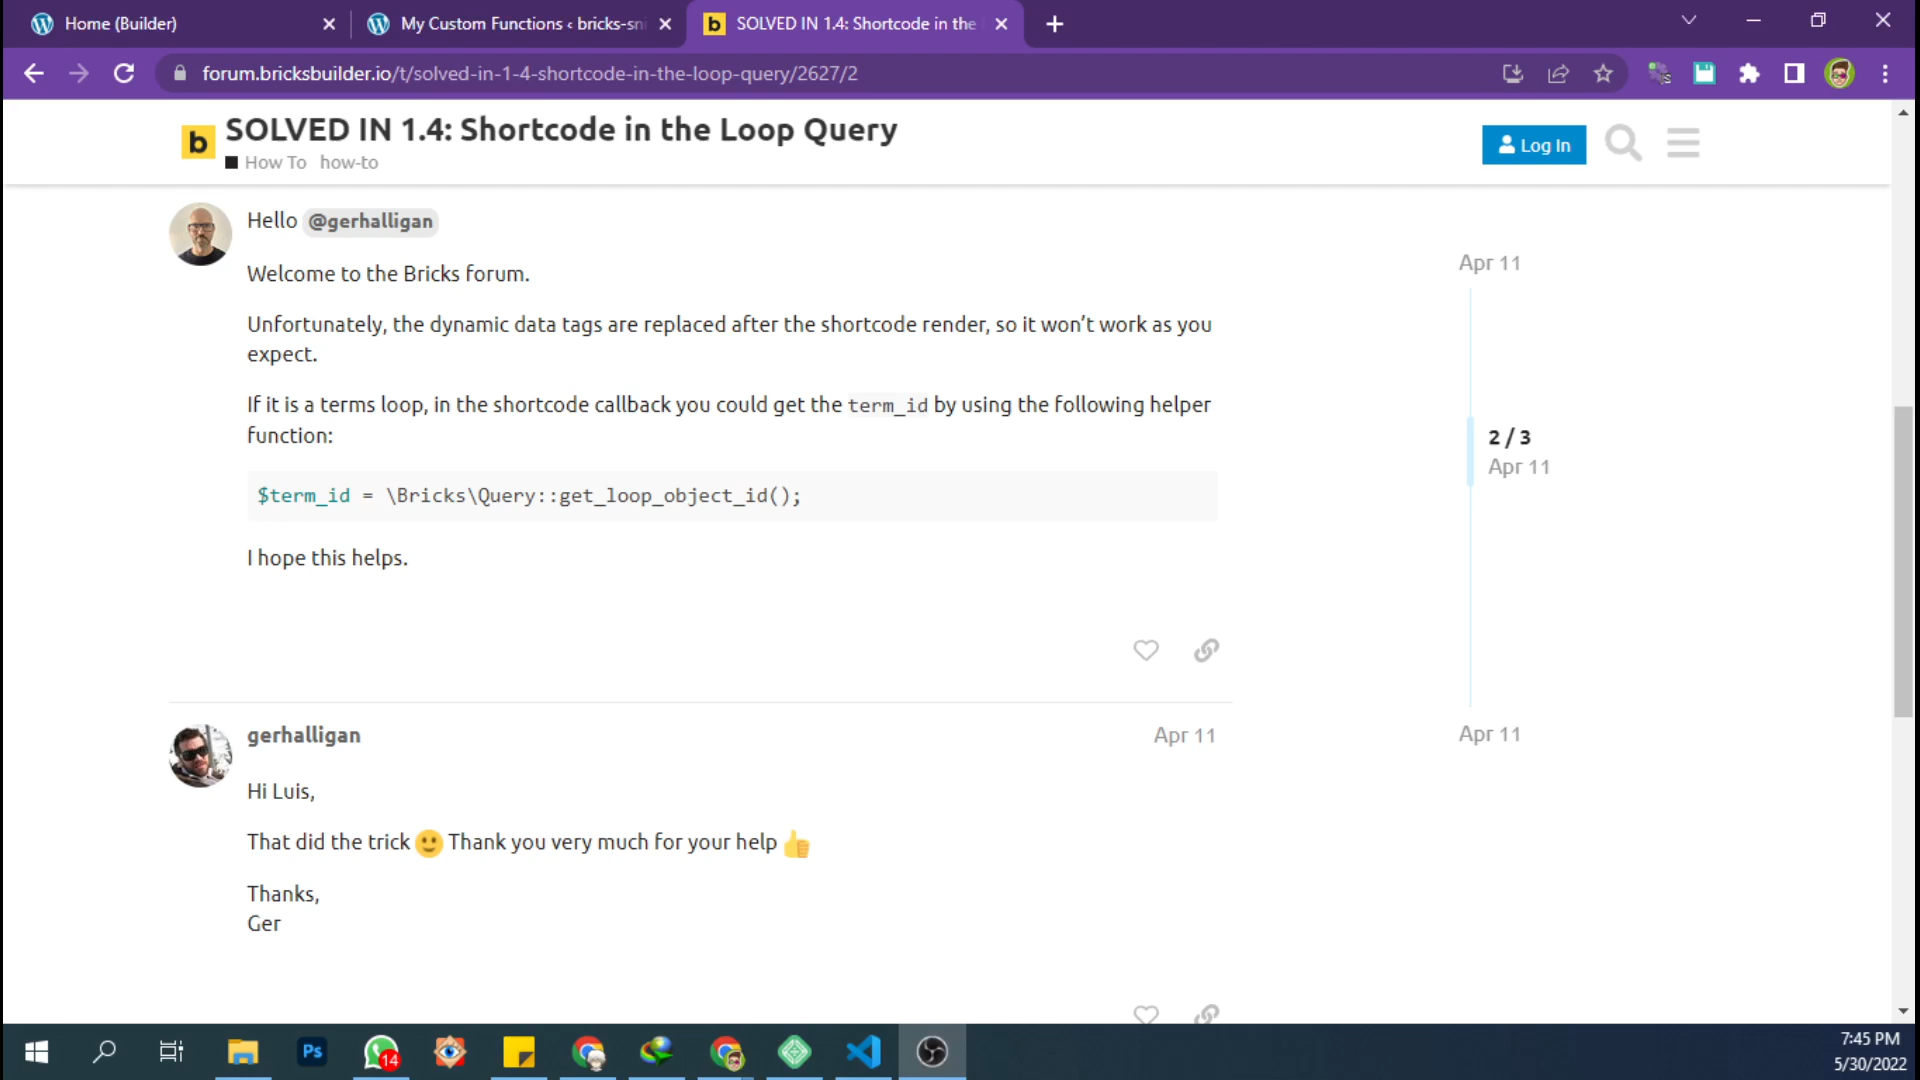 Home (Builder)
My Custom Functions ‹ bricks-sni
SOLVED IN 1.4: Shortcode in the
forum.bricksbuilder.io/t/solved-in-1-4-shortcode-in-the-loop-query/2627/2
b
SOLVED IN 1.4: Shortcode in the Loop Query
How To how-to
Log In
Hello @gerhalligan
Welcome to the Bricks forum.
Unfortunately, the dynamic data tags are replaced after the shortcode render, so it won’t work as you
expect.
If it is a terms loop, in the shortcode callback you could get the term_id by using the following helper
function:
$term_id = \Bricks\Query::get_loop_object_id();
I hope this helps.
Apr 11
2 / 3
Apr 11
Apr 11
gerhalligan
Apr 11
Hi Luis,
That did the trick 🙂 Thank you very much for your help 👍
Thanks,
Ger
Ps
14
7:45 PM
5/30/2022